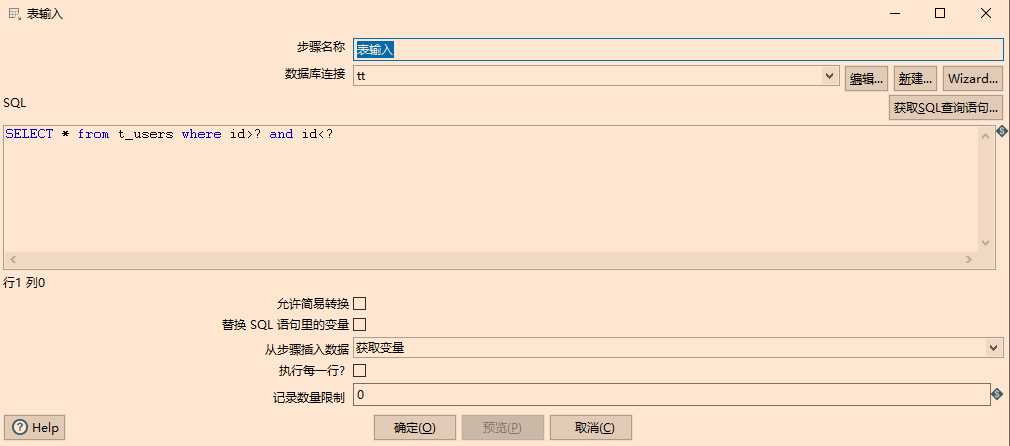 表输入
步骤名称 表输入
数据库连接 tt 编辑... 新建... Wizard...
SQL 获取SQL查询语句...
SELECT * from t_users where id>? and id<?
行1 列0
允许简易转换
替换 SQL 语句里的变量
从步骤插入数据 获取变量
执行每一行?
记录数量限制 0
Help 确定(O) 预览(P) 取消(C)